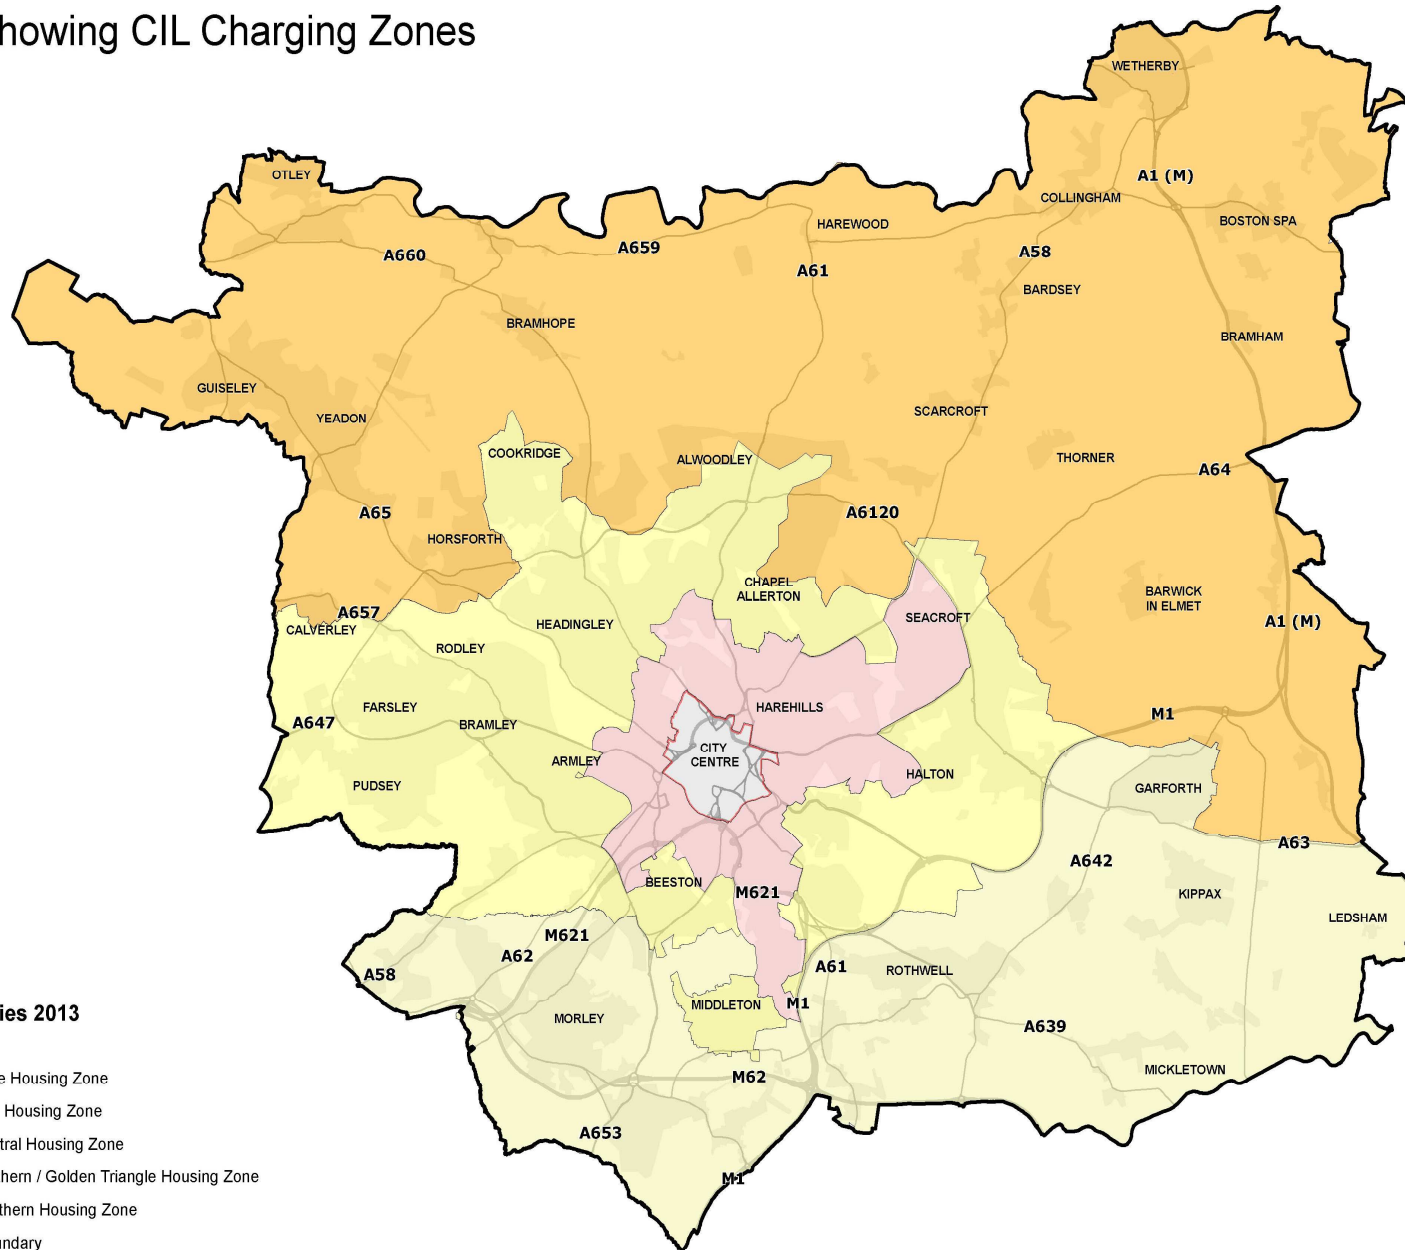 howing CIL Charging Zones
WETHERBY
OTLEY
A1 (M)
COLLINGHAM
HAREWOOD
BOSTON SPA
A659
A660
A58
A61
BARDSEY
BRAMHOPE
BRAMHAM
GUISELEY
YEADON
SCARCROFT
COOKRIDGE
ALWOODLEY
THORNER
A64
A65
A6120
HORSFORTH
CHAPEL
ALLERTON
BARWICK
IN ELMET
A657
SEACROFT
A1 (M)
CALVERLEY
HEADINGLEY
RODLEY
FARSLEY
HAREHILLS
M1
A647
BRAMLEY
CITY
CENTRE
ARMLEY
HALTON
PUDSEY
GARFORTH
A63
A642
BEESTON
M621
KIPPAX
LEDSHAM
M621
A62
A58
A61
ROTHWELL
MIDDLETON
M1
MORLEY
A639
MICKLETOWN
M62
A653
M1
ies 2013
e Housing Zone
Housing Zone
tral Housing Zone
thern / Golden Triangle Housing Zone
thern Housing Zone
undary